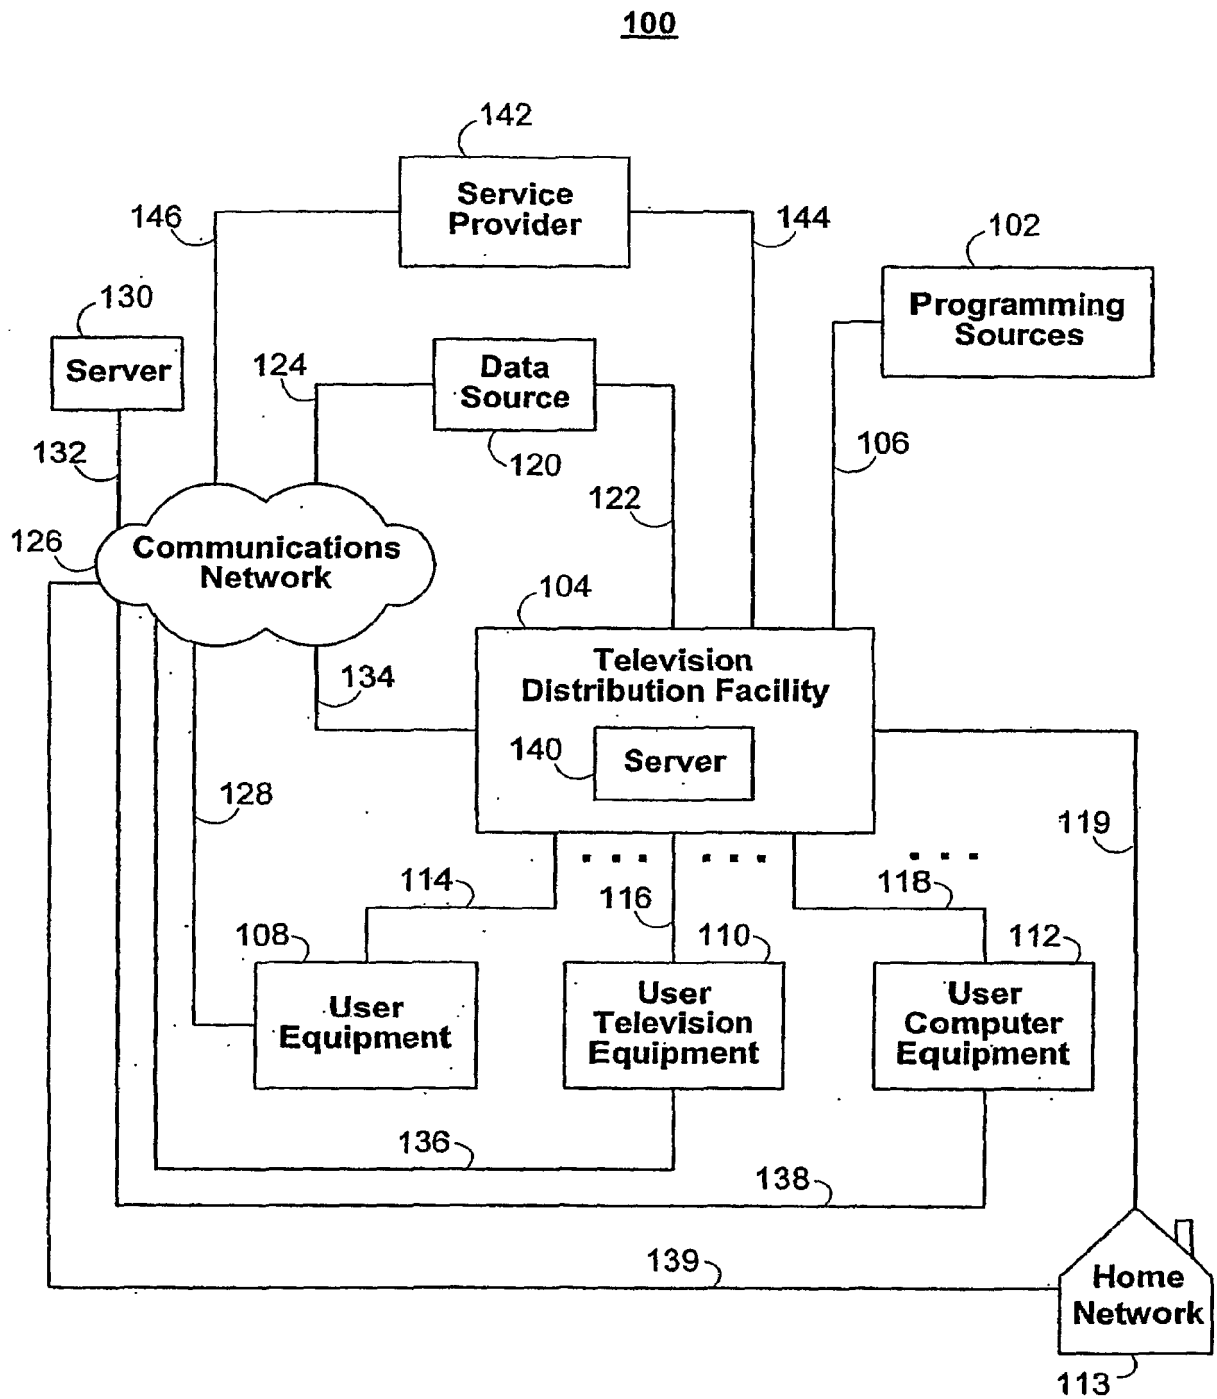 100
142
Service
Provider
146
144
102
Programming
Sources
130
Server
124
Data
Source
120
132
106
122
126
Communications
Network
104
Television
Distribution Facility
134
140
Server
128
119
114
116
118
108
User
Equipment
110
User
Television
Equipment
112
User
Computer
Equipment
136
138
139
Home
Network
113